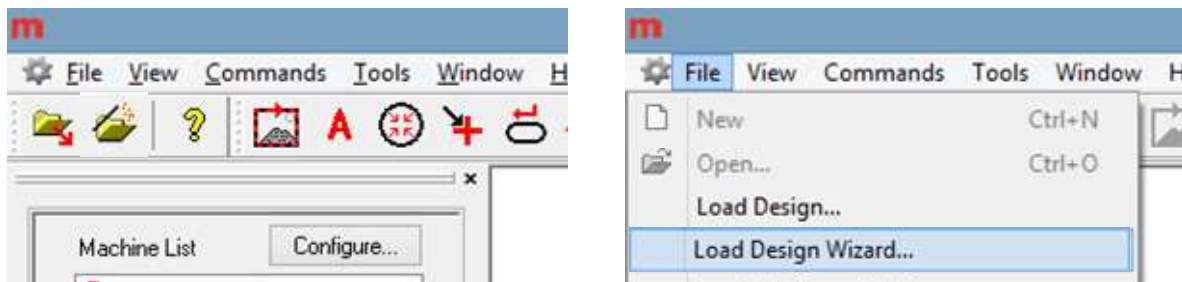 m
File View Commands Tools Window H
A
Machine List Configure...
m
File View Commands Tools Window H
New Ctrl+N
Open... Ctrl+O
Load Design...
Load Design Wizard...